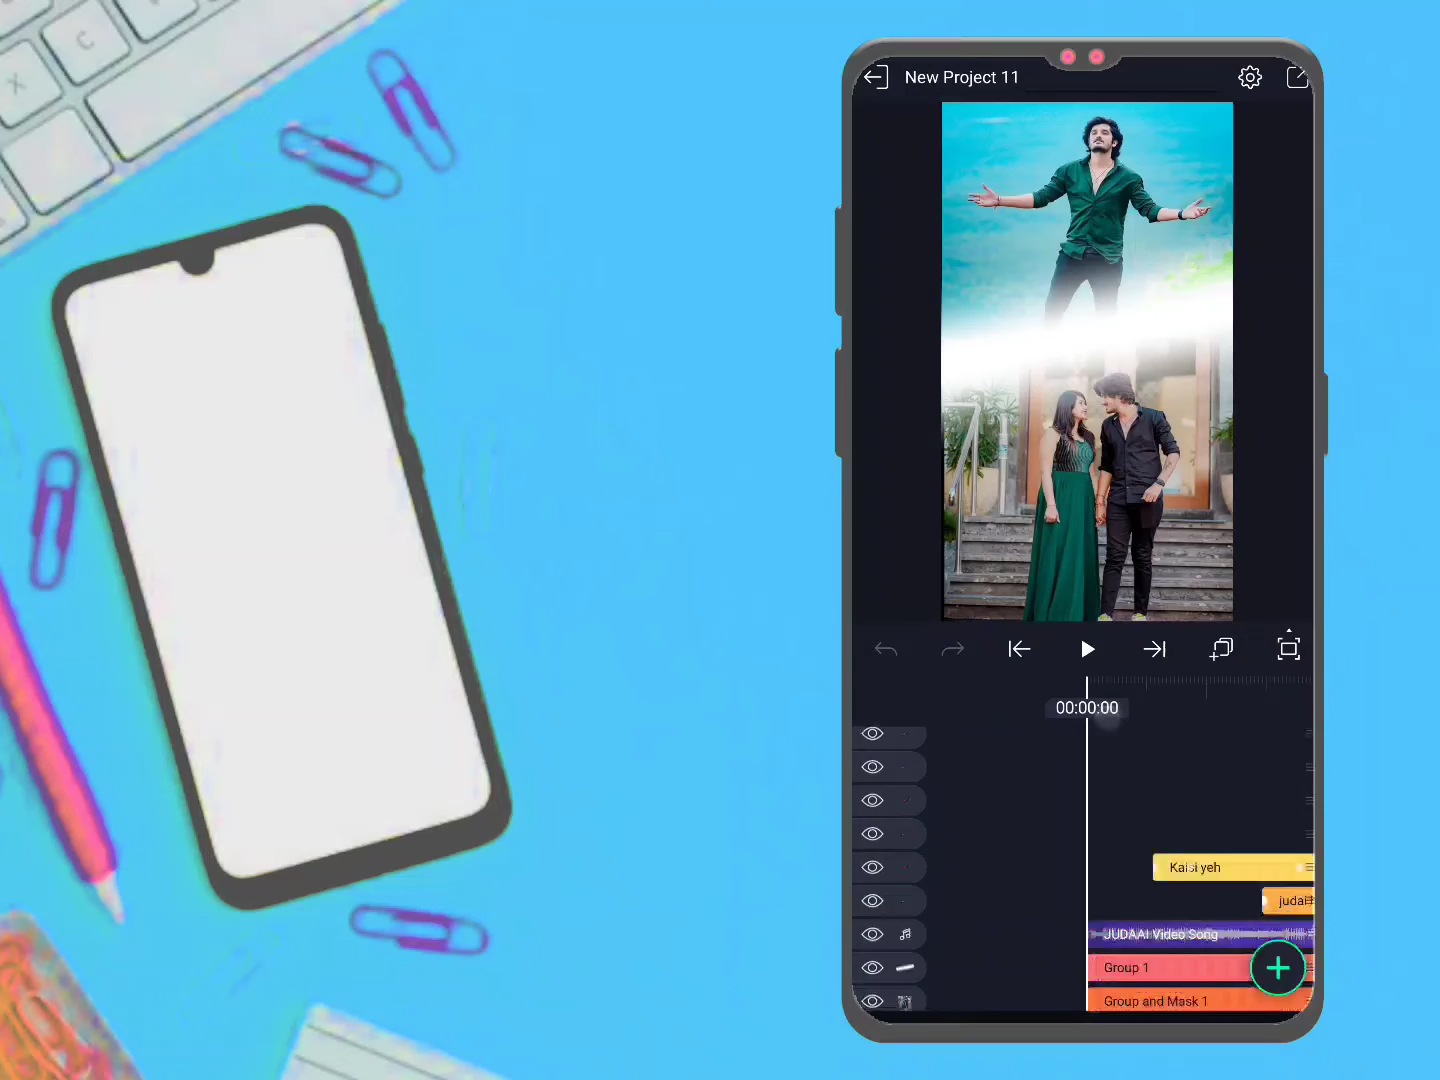 C
X
New Project 11
00:00:00
Kaisi yeh
judai
JUDAAI Video Song
Group 1
Group and Mask 1